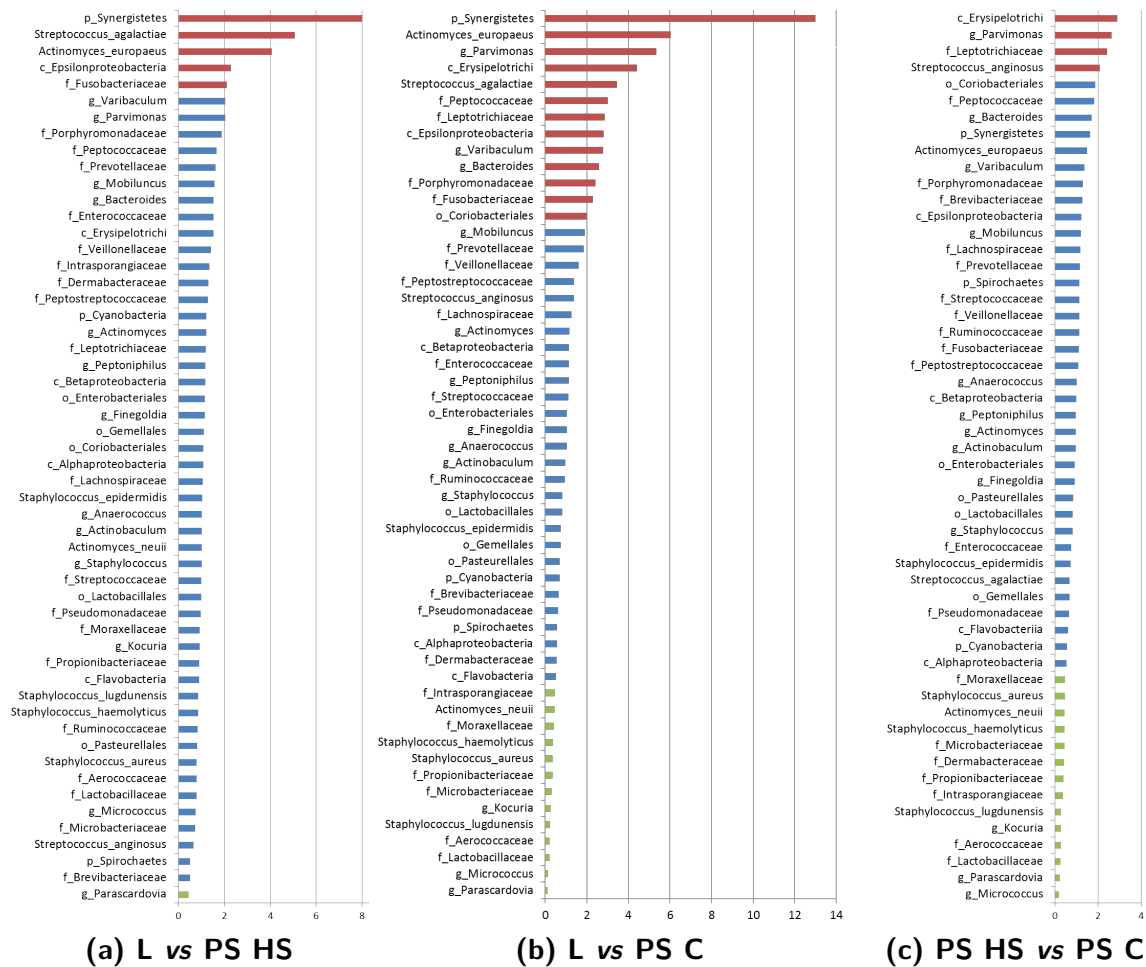 p_Synergistetes
Streptococcus_agalactiae
Actinomyces_europaeus
c_Epsilonproteobacteria
f_Fusobacteriaceae
g_Varibaculum
g_Parvimonas
f_Porphyromonadaceae
f_Peptococcaceae
f_Prevotellaceae
g_Mobiluncus
g_Bacteroides
f_Enterococcaceae
c_Erysipelotrichi
f_Veillonellaceae
f_Intrasporangiaceae
f_Dermabacteraceae
f_Peptostreptococcaceae
p_Cyanobacteria
g_Actinomyces
f_Leptotrichiaceae
g_Peptoniphilus
c_Betaproteobacteria
o_Enterobacteriales
g_Finegoldia
o_Gemellales
o_Coriobacteriales
c_Alphaproteobacteria
f_Lachnospiraceae
Staphylococcus_epidermidis
g_Anaerococcus
g_Actinobaculum
Actinomyces_neuii
g_Staphylococcus
f_Streptococcaceae
o_Lactobacillales
f_Pseudomonadaceae
f_Moraxellaceae
g_Kocuria
f_Propionibacteriaceae
c_Flavobacteria
Staphylococcus_lugdunensis
Staphylococcus_haemolyticus
f_Ruminococcaceae
o_Pasteurellales
Staphylococcus_aureus
f_Aerococcaceae
f_Lactobacillaceae
g_Micrococcus
f_Microbacteriaceae
Streptococcus_anginosus
p_Spirochaetes
f_Brevibacteriaceae
g_Parascardovia
0 2 4 6 8
(a) L vs PS HS
p_Synergistetes
Actinomyces_europaeus
g_Parvimonas
c_Erysipelotrichi
Streptococcus_agalactiae
f_Peptococcaceae
f_Leptotrichiaceae
c_Epsilonproteobacteria
g_Varibaculum
g_Bacteroides
f_Porphyromonadaceae
f_Fusobacteriaceae
o_Coriobacteriales
g_Mobiluncus
f_Prevotellaceae
f_Veillonellaceae
f_Peptostreptococcaceae
Streptococcus_anginosus
f_Lachnospiraceae
g_Actinomyces
c_Betaproteobacteria
f_Enterococcaceae
g_Peptoniphilus
f_Streptococcaceae
o_Enterobacteriales
g_Finegoldia
g_Anaerococcus
g_Actinobaculum
f_Ruminococcaceae
g_Staphylococcus
o_Lactobacillales
Staphylococcus_epidermidis
o_Gemellales
o_Pasteurellales
p_Cyanobacteria
f_Brevibacteriaceae
f_Pseudomonadaceae
p_Spirochaetes
c_Alphaproteobacteria
f_Dermabacteraceae
c_Flavobacteria
f_Intrasporangiaceae
Actinomyces_neuii
f_Moraxellaceae
Staphylococcus_haemolyticus
Staphylococcus_aureus
f_Propionibacteriaceae
f_Microbacteriaceae
g_Kocuria
Staphylococcus_lugdunensis
f_Aerococcaceae
f_Lactobacillaceae
g_Micrococcus
g_Parascardovia
0 2 4 6 8 10 12 14
(b) L vs PS C
c_Erysipelotrichi
g_Parvimonas
f_Leptotrichiaceae
Streptococcus_anginosus
o_Coriobacteriales
f_Peptococcaceae
g_Bacteroides
p_Synergistetes
Actinomyces_europaeus
g_Varibaculum
f_Porphyromonadaceae
f_Brevibacteriaceae
c_Epsilonproteobacteria
g_Mobiluncus
f_Lachnospiraceae
f_Prevotellaceae
p_Spirochaetes
f_Streptococcaceae
f_Veillonellaceae
f_Ruminococcaceae
f_Fusobacteriaceae
f_Peptostreptococcaceae
g_Anaerococcus
c_Betaproteobacteria
g_Peptoniphilus
g_Actinomyces
g_Actinobaculum
o_Enterobacteriales
g_Finegoldia
o_Pasteurellales
o_Lactobacillales
g_Staphylococcus
f_Enterococcaceae
Staphylococcus_epidermidis
Streptococcus_agalactiae
o_Gemellales
f_Pseudomonadaceae
c_Flavobacteriia
p_Cyanobacteria
c_Alphaproteobacteria
f_Moraxellaceae
Staphylococcus_aureus
Actinomyces_neuii
Staphylococcus_haemolyticus
f_Microbacteriaceae
f_Dermabacteraceae
f_Propionibacteriaceae
f_Intrasporangiaceae
Staphylococcus_lugdunensis
g_Kocuria
f_Aerococcaceae
f_Lactobacillaceae
g_Parascardovia
g_Micrococcus
0 2 4
(c) PS HS vs PS C